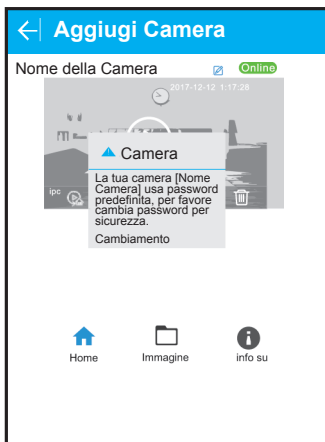 Aggiugi Camera
Nome della Camera
Online
2017-12-12 1:17:28
Camera
La tua camera [Nome
Camera] usa password
predefinita, per favore
cambia password per
sicurezza.
Cambiamento
ipc
Home
Immagine
info su